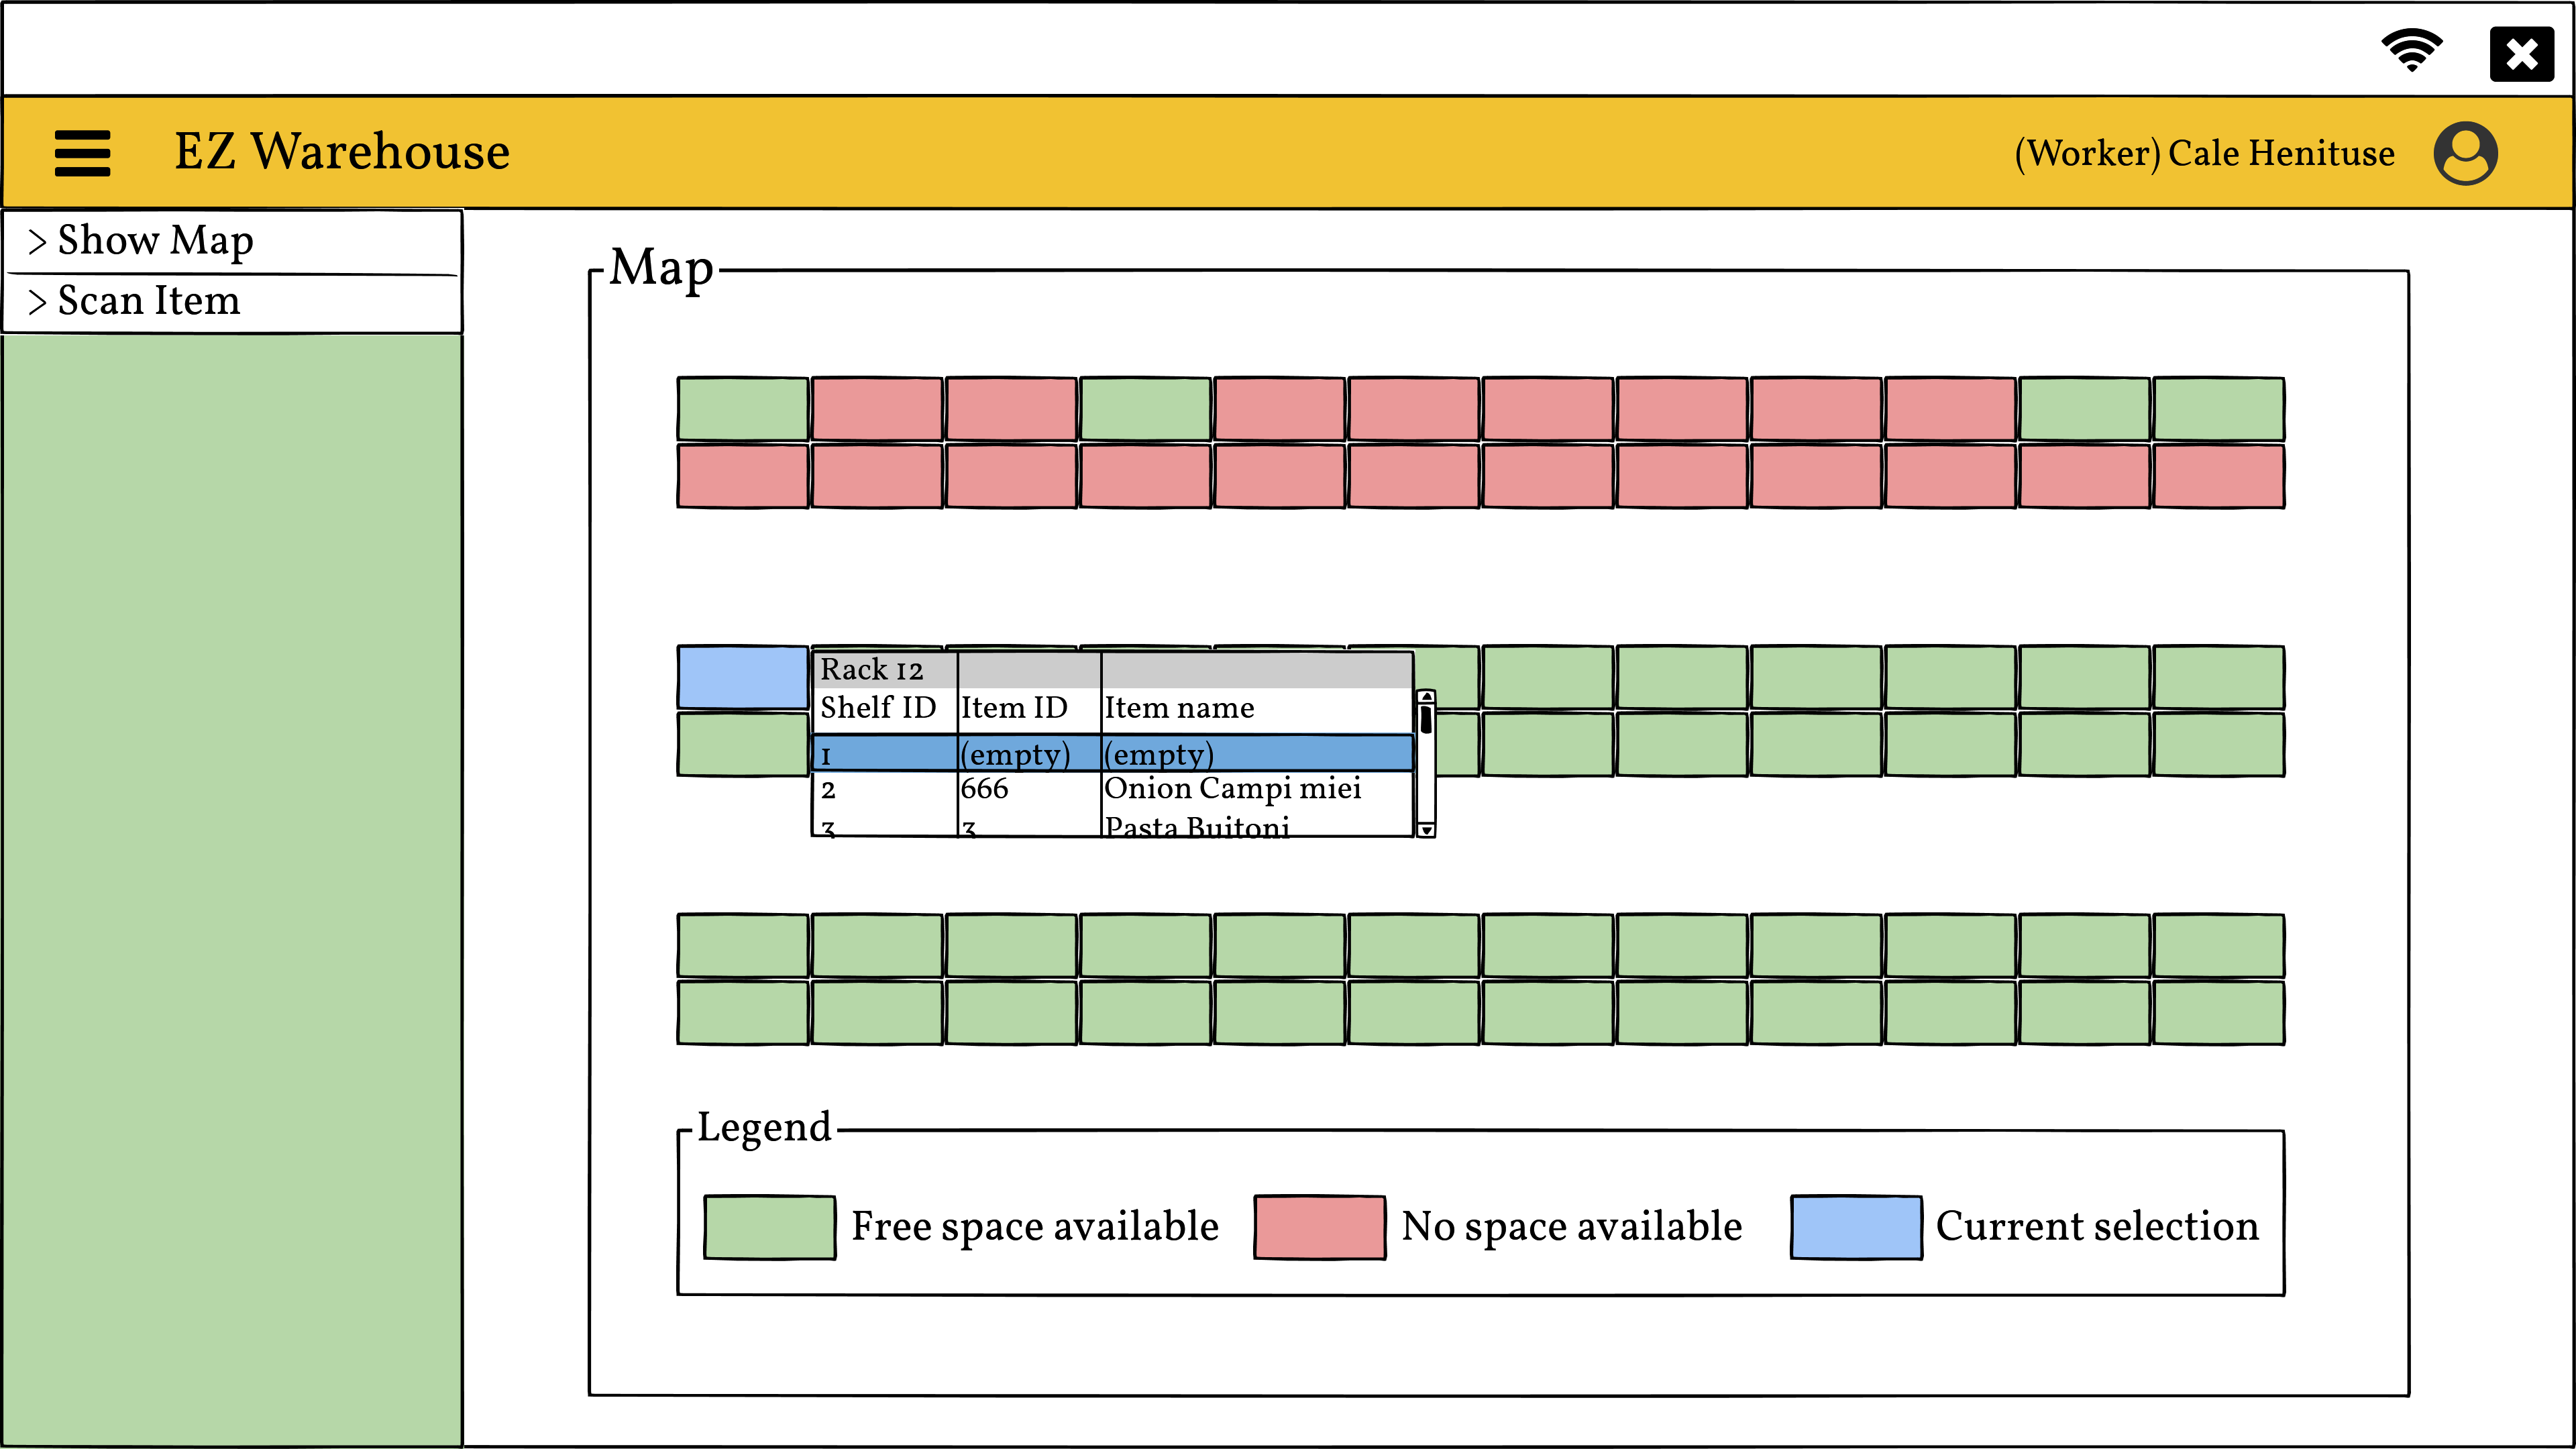 EZ Warehouse
(Worker) Cale Henituse
> Show Map
> Scan Item
Map
Rack 12
Shelf ID Item ID Item name
1 (empty) (empty)
2 666 Onion Campi miei
3 3 Pasta Buitoni
Legend
Free space available No space available Current selection